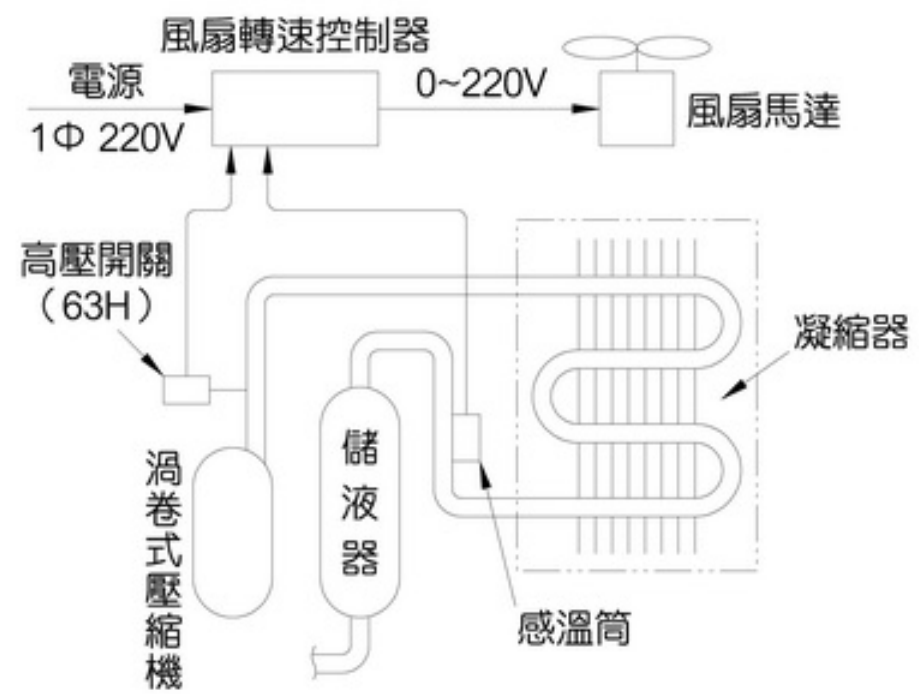 風扇轉速控制器
電源
1Φ 220V
0~220V
風扇馬達
高壓開關
（63H）
凝縮器
渦卷式壓縮機
儲液器
感溫筒